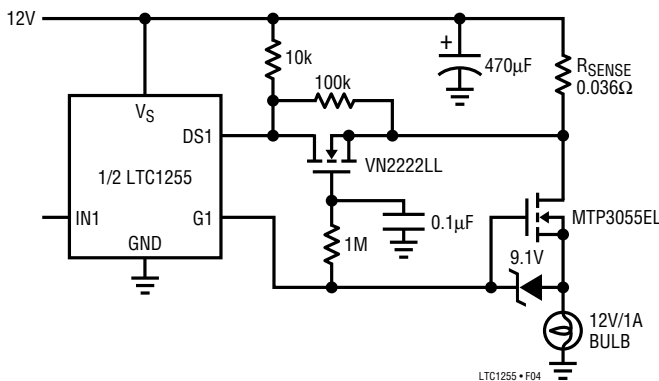 12V
10k
100k
+
470µF
RSENSE
0.036Ω
VS
DS1
VN2222LL
1/2 LTC1255
IN1
G1
0.1µF
MTP3055EL
GND
1M
9.1V
12V/1A
BULB
LTC1255 • F04